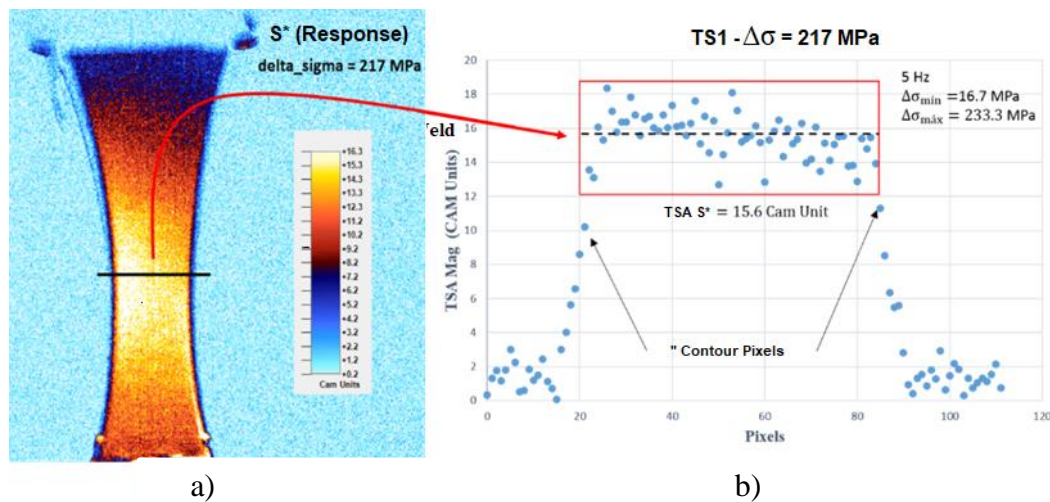 S* (Response)
delta_sigma = 217 MPa
+16.3
+15.3
+14.3
+13.3
+12.2
+11.2
+10.2
+9.2
+8.2
+7.2
+6.2
+5.2
+4.2
+3.2
+2.2
+1.2
+0.2
Cam Units
a)
TS1 - Δσ = 217 MPa
5 Hz
Δσmín =16.7 MPa
Δσmáx = 233.3 MPa
TSA Mag (CAM Units)
20
18
16
14
12
10
8
6
4
2
0
TSA S* = 15.6 Cam Unit
" Contour Pixels
0 20 40 60 80 100 120
Pixels
b)